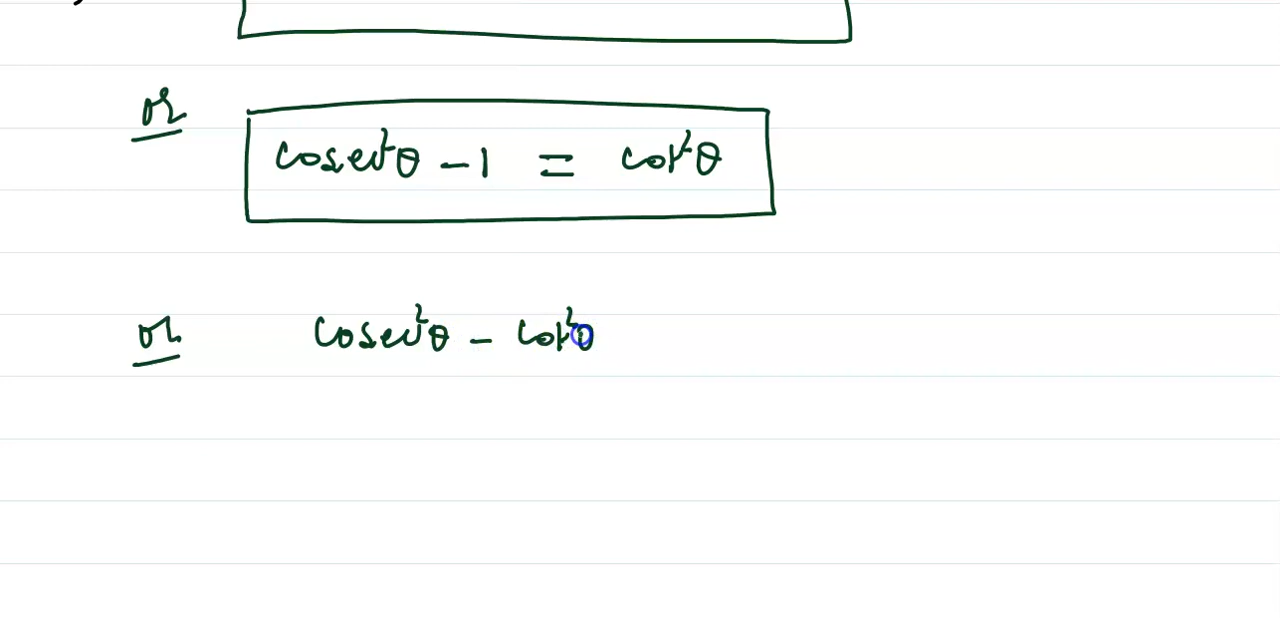 or
cosec²θ - 1 = cot²θ
or cosec²θ - cot²θ